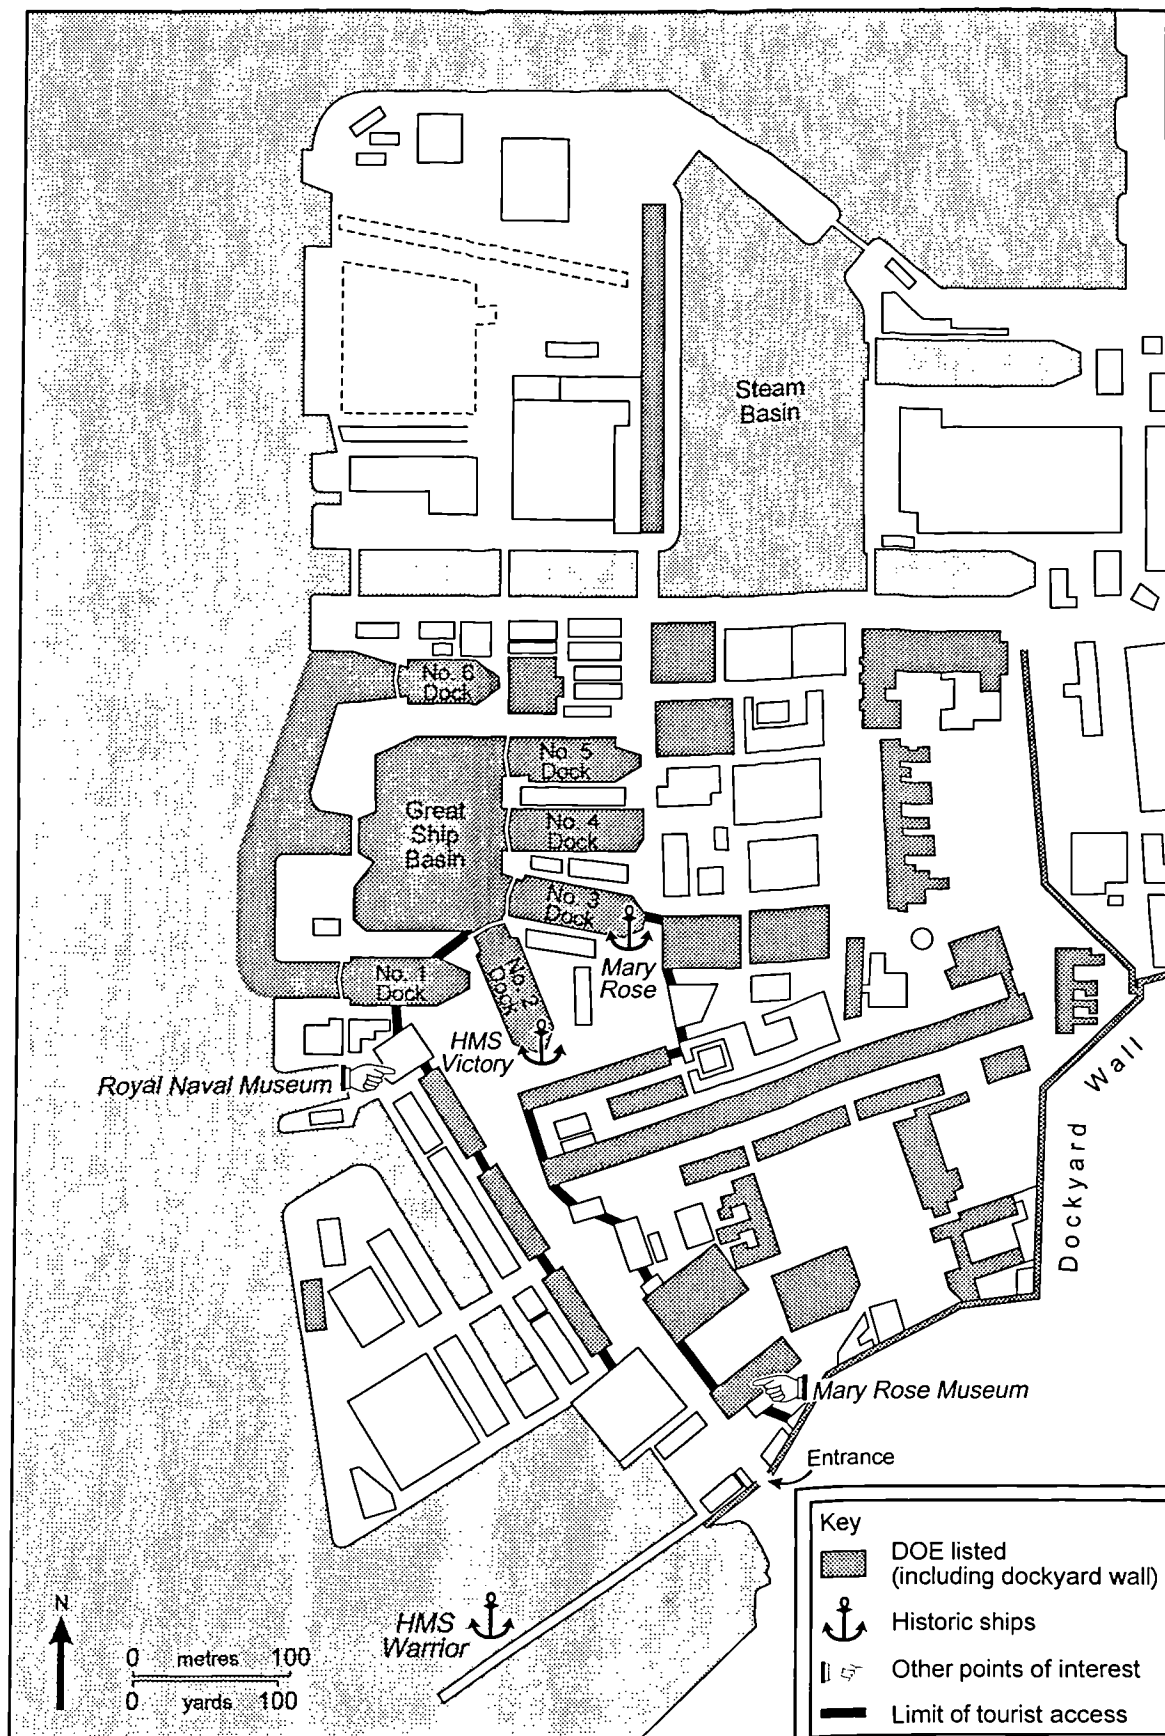 Steam
Basin
No. 6
Dock
No. 5
Dock
Great
Ship
Basin
No. 4
Dock
No. 3
Dock
Mary
Rose
No. 1
Dock
No. 2
Dock
HMS
Victory
Royal Naval Museum
Dockyard Wall
Mary Rose Museum
Entrance
HMS
Warrior
N
0 metres 100
0 yards 100
Key
DOE listed
(including dockyard wall)
Historic ships
Other points of interest
Limit of tourist access